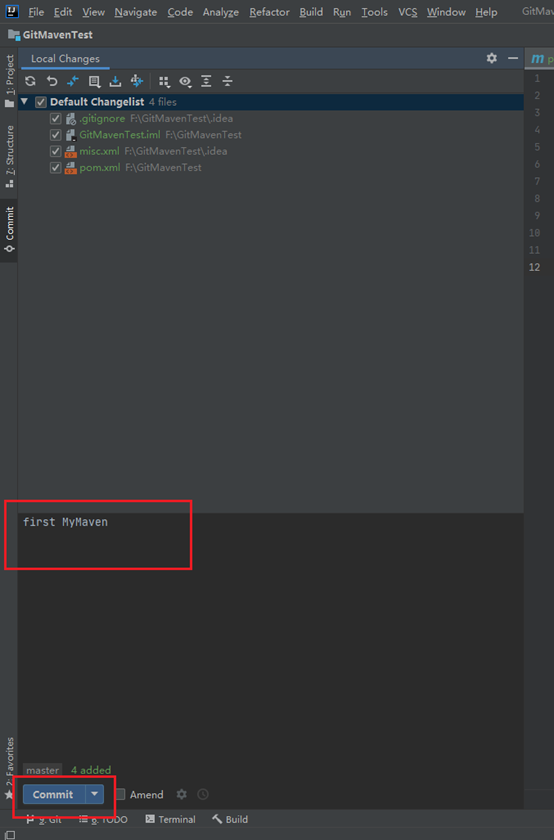 File Edit View Navigate Code Analyze Refactor Build Run Tools VCS Window Help GitMav
GitMavenTest
Local Changes
1: Project
7: Structure
Commit
2: Favorites
Default Changelist 4 files
.gitignore F:\GitMavenTest\.idea
GitMavenTest.iml F:\GitMavenTest
misc.xml F:\GitMavenTest\.idea
pom.xml F:\GitMavenTest
m p
1
2
3
4
5
6
7
8
9
10
11
12
first MyMaven
master 4 added
Commit Amend
9: Git 6: TODO Terminal Build